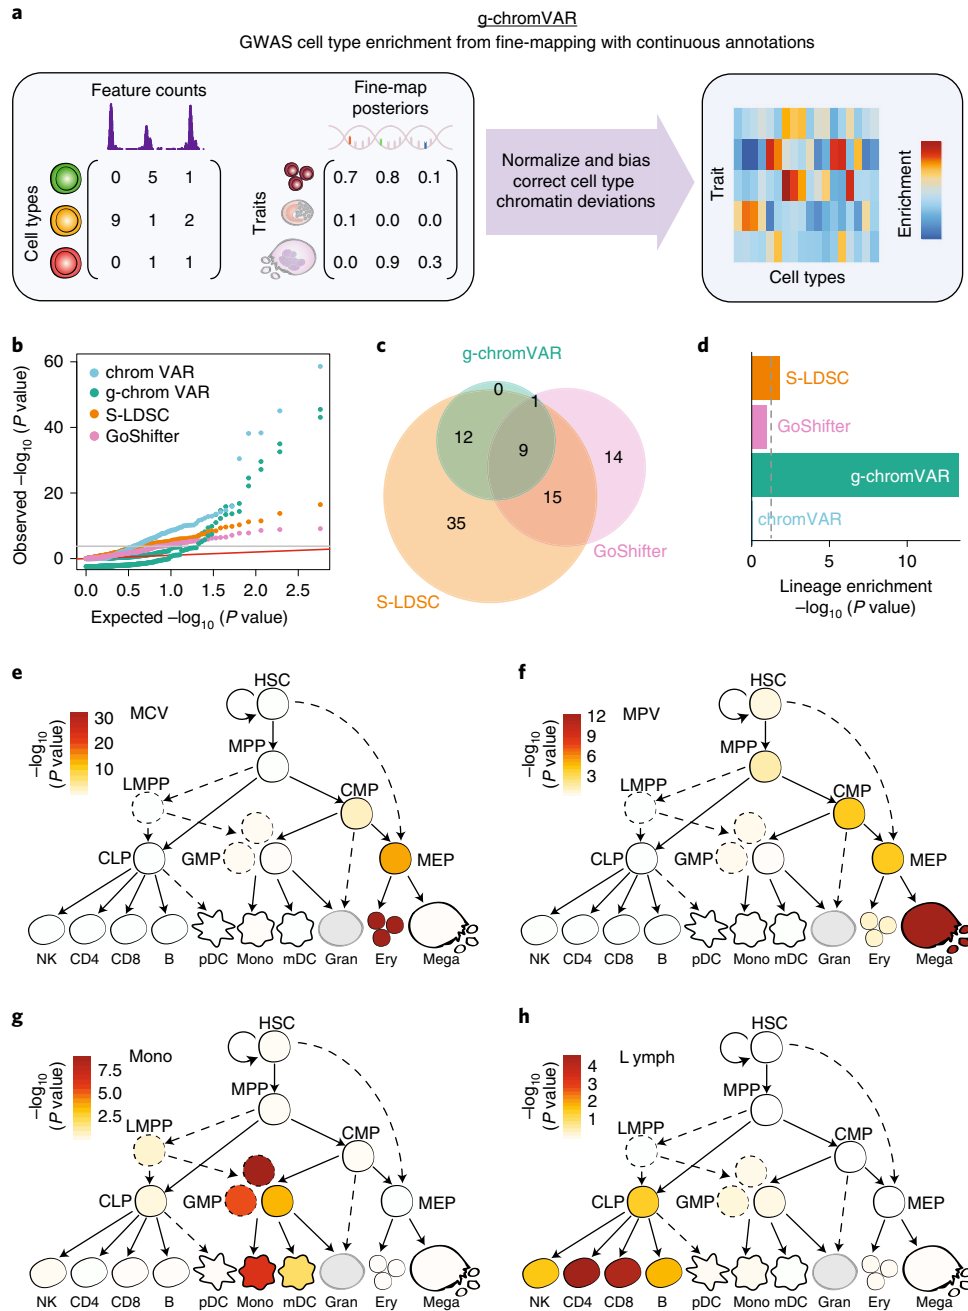 a
g-chromVAR
GWAS cell type enrichment from fine-mapping with continuous annotations
Feature counts
Cell types
0 5 1
9 1 2
0 1 1
Fine-map
posteriors
Traits
0.7 0.8 0.1
0.1 0.0 0.0
0.0 0.9 0.3
Normalize and bias
correct cell type
chromatin deviations
Trait
Cell types
Enrichment
b
Observed –log10 (P value)
60
40
20
0
chrom VAR
g-chrom VAR
S-LDSC
GoShifter
0.0 0.5 1.0 1.5 2.0 2.5
Expected –log10 (P value)
c
g-chromVAR
0
1
12
9
14
15
35
GoShifter
S-LDSC
d
S-LDSC
GoShifter
g-chromVAR
chromVAR
0 5 10
Lineage enrichment
–log10 (P value)
e
–log10
(P value)
30
20
10
MCV
HSC
MPP
LMPP
CMP
CLP
GMP
MEP
NK CD4 CD8 B pDC Mono mDC Gran Ery Mega
f
–log10
(P value)
12
9
6
3
MPV
HSC
MPP
LMPP
CMP
CLP
GMP
MEP
NK CD4 CD8 B pDC Mono mDC Gran Ery Mega
g
–log10
(P value)
7.5
5.0
2.5
Mono
HSC
MPP
LMPP
CMP
CLP
GMP
MEP
NK CD4 CD8 B pDC Mono mDC Gran Ery Mega
h
–log10
(P value)
4
3
2
1
L ymph
HSC
MPP
LMPP
CMP
CLP
GMP
MEP
NK CD4 CD8 B pDC Mono mDC Gran Ery Mega